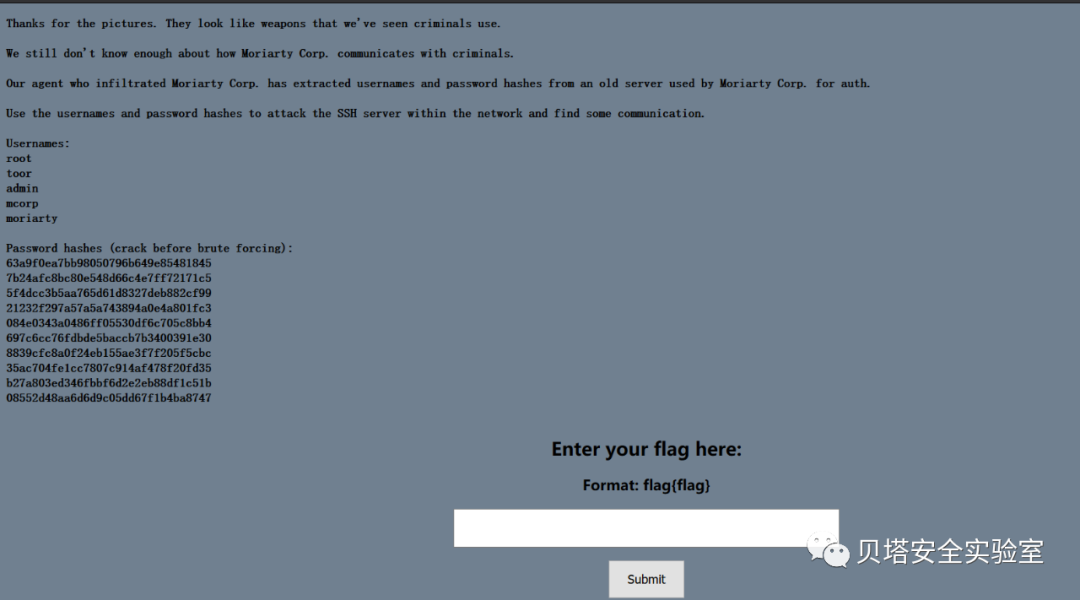 Thanks for the pictures. They look like weapons that we've seen criminals use.
We still don't know enough about how Moriarty Corp. communicates with criminals.
Our agent who infiltrated Moriarty Corp. has extracted usernames and password hashes from an old server used by Moriarty Corp. for auth.
Use the usernames and password hashes to attack the SSH server within the network and find some communication.
Usernames:
root
toor
admin
mcorp
moriarty
Password hashes (crack before brute forcing):
63a9f0ea7bb98050796b649e85481845
7b24afc8bc80e548d66c4e7ff72171c5
5f4dcc3b5aa765d61d8327deb882cf99
21232f297a57a5a743894a0e4a801fc3
084e0343a0486ff05530df6c705c8bb4
697c6cc76fdbde5baccb7b3400391e30
8839cfc8a0f24eb155ae3f7f205f5cbc
35ac704fe1cc7807c914af478f20fd35
b27a803ed346fbbf6d2e2eb88df1c51b
08552d48aa6d6d9c05dd67f1b4ba8747
Enter your flag here:
Format: flag{flag}
贝塔安全实验室
Submit